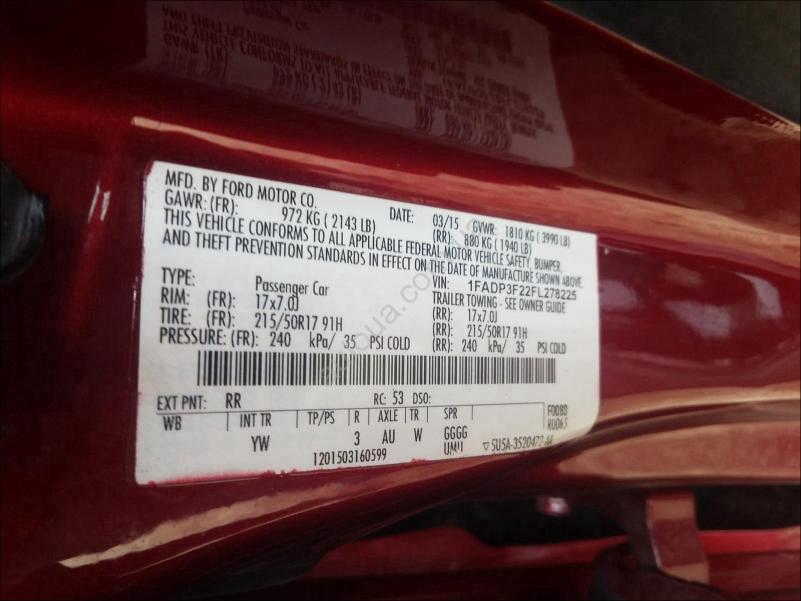 MFD. BY FORD MOTOR CO. DATE: 03/15 GVWR: 1810 KG ( 3990 LB)
GAWR: (FR): 972 KG ( 2143 LB) (RR): 880 KG ( 1940 LB)
THIS VEHICLE CONFORMS TO ALL APPLICABLE FEDERAL MOTOR VEHICLE SAFETY, BUMPER,
AND THEFT PREVENTION STANDARDS IN EFFECT ON THE DATE OF MANUFACTURE SHOWN ABOVE.
VIN: 1FADP3F22FL278225
TYPE: Passenger Car TRAILER TOWING - SEE OWNER GUIDE
RIM: (FR): 17x7.0J (RR): 17x7.0J
TIRE: (FR): 215/50R17 91H (RR): 215/50R17 91H
PRESSURE: (FR): 240 kPa/ 35 PSI COLD (RR): 240 kPa/ 35 PSI COLD
EXT PNT: RR RC: 53 DSO:
WB INT TR TP/PS R AXLE TR SPR
YW 3 AU W GGGG
1201503160599